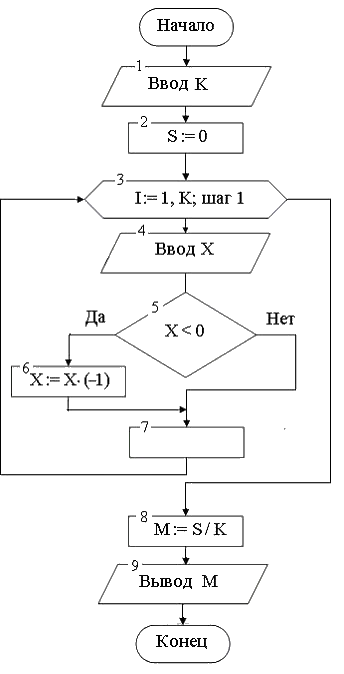 Начало
1
Ввод K
2
S := 0
3
I := 1, K; шаг 1
4
Ввод X
5
X < 0
Да
Нет
6
X := X· (–1)
7
8
M := S / K
9
Вывод M
Конец